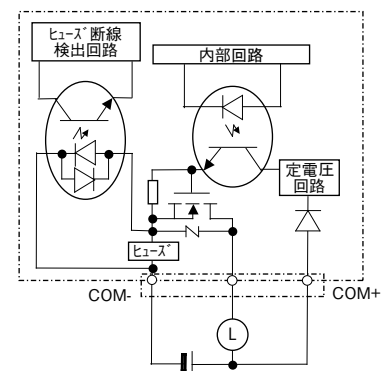 ﾋｭｰｽﾞ断線
検出回路
内部回路
定電圧
回路
ﾋｭｰｽﾞ
COM-
COM+
L